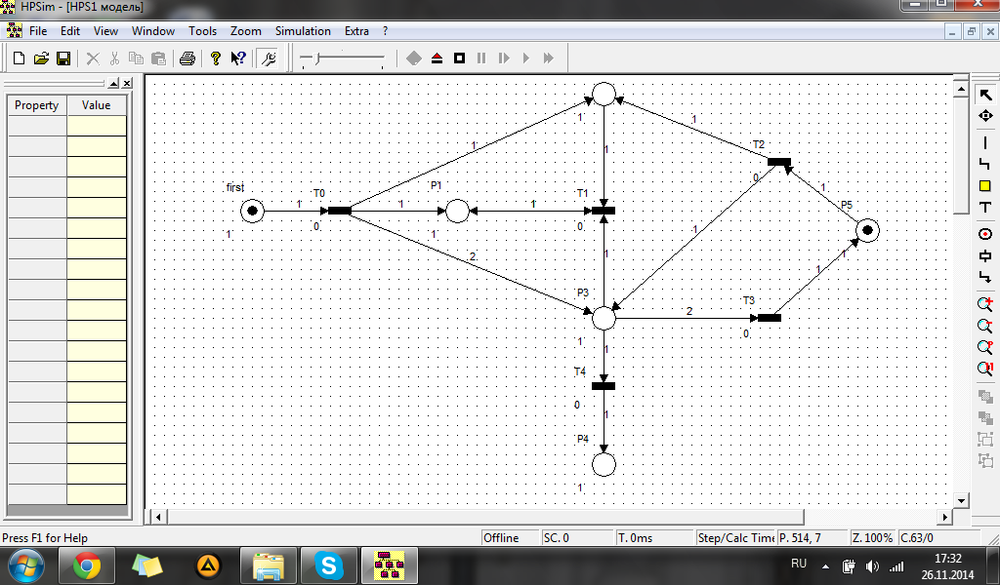 HPSim - [HPS1 модель]
File Edit View Window Tools Zoom Simulation Extra ?
Property Value
1
1
1
T2
1
0
first
T0
P1
T1
1
P5
1
1
1
1
0
1
0
1
2
1
P3
1
1
1
2
T3
1
1
0
T4
0
1
P4
1
Press F1 for Help
Offline
SC. 0
T. 0ms
Step/Calc Time
P. 514, 7
Z. 100%
C.63/0
RU
17:32
26.11.2014